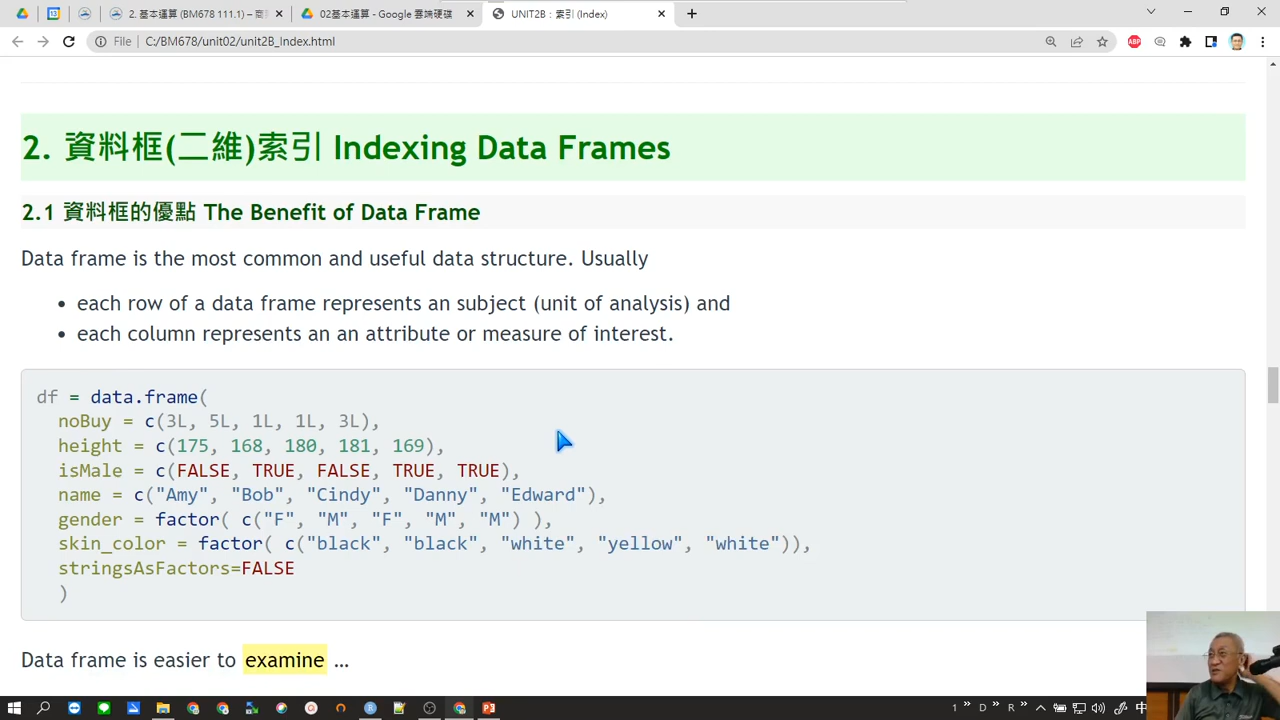 2. 基本運算 (BM678 111.1) – 商
02基本運算 - Google 雲端硬碟
UNIT2B：索引 (Index)
File
C:/BM678/unit02/unit2B_Index.html
ABP
2. 資料框(二維)索引 Indexing Data Frames
2.1 資料框的優點 The Benefit of Data Frame
Data frame is the most common and useful data structure. Usually
• each row of a data frame represents an subject (unit of analysis) and
• each column represents an an attribute or measure of interest.
df = data.frame(
noBuy = c(3L, 5L, 1L, 1L, 3L),
height = c(175, 168, 180, 181, 169),
isMale = c(FALSE, TRUE, FALSE, TRUE, TRUE),
name = c("Amy", "Bob", "Cindy", "Danny", "Edward"),
gender = factor( c("F", "M", "F", "M", "M") ),
skin_color = factor( c("black", "black", "white", "yellow", "white")),
stringsAsFactors=FALSE
)
Data frame is easier to examine ...
1 » D » R » 中